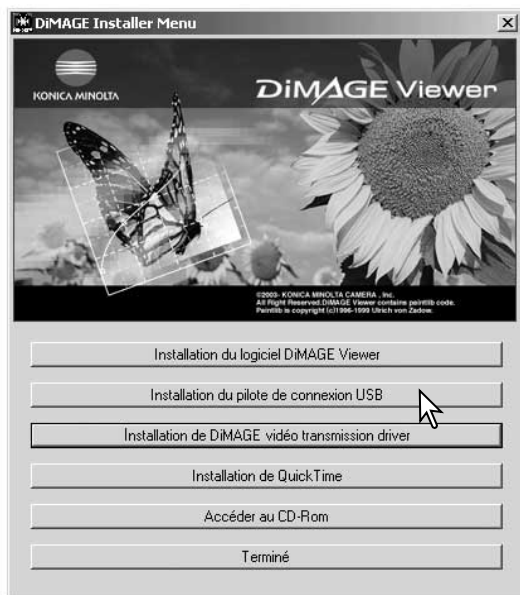 DiMAGE Installer Menu
KONICA MINOLTA
DiMAGE Viewer
©2003- KONICA MINOLTA CAMERA , Inc.
All Right Reserved.DiMAGE Viewer contains paintlib code.
Paintlib is copyright (c)1996-1999 Ulrich von Zadow.
Installation du logiciel DiMAGE Viewer
Installation du pilote de connexion USB
Installation de DiMAGE vidéo transmission driver
Installation de QuickTime
Accéder au CD-Rom
Terminé